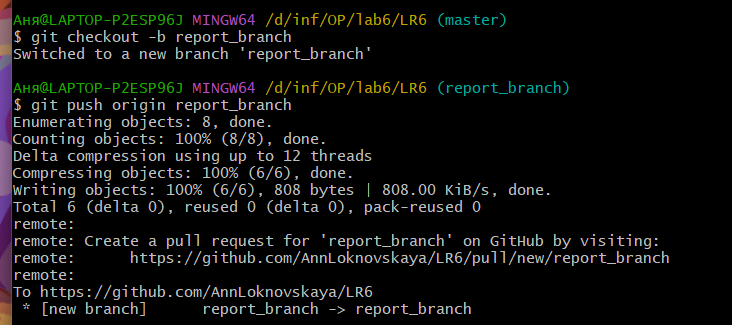 Аня@LAPTOP-P2ESP96J MINGW64 /d/inf/OP/lab6/LR6 (master)
$ git checkout -b report_branch
Switched to a new branch 'report_branch'
Аня@LAPTOP-P2ESP96J MINGW64 /d/inf/OP/lab6/LR6 (report_branch)
$ git push origin report_branch
Enumerating objects: 8, done.
Counting objects: 100% (8/8), done.
Delta compression using up to 12 threads
Compressing objects: 100% (6/6), done.
Writing objects: 100% (6/6), 808 bytes | 808.00 KiB/s, done.
Total 6 (delta 0), reused 0 (delta 0), pack-reused 0
remote:
remote: Create a pull request for 'report_branch' on GitHub by visiting:
remote:      https://github.com/AnnLoknovskaya/LR6/pull/new/report_branch
remote:
To https://github.com/AnnLoknovskaya/LR6
 * [new branch]      report_branch -> report_branch